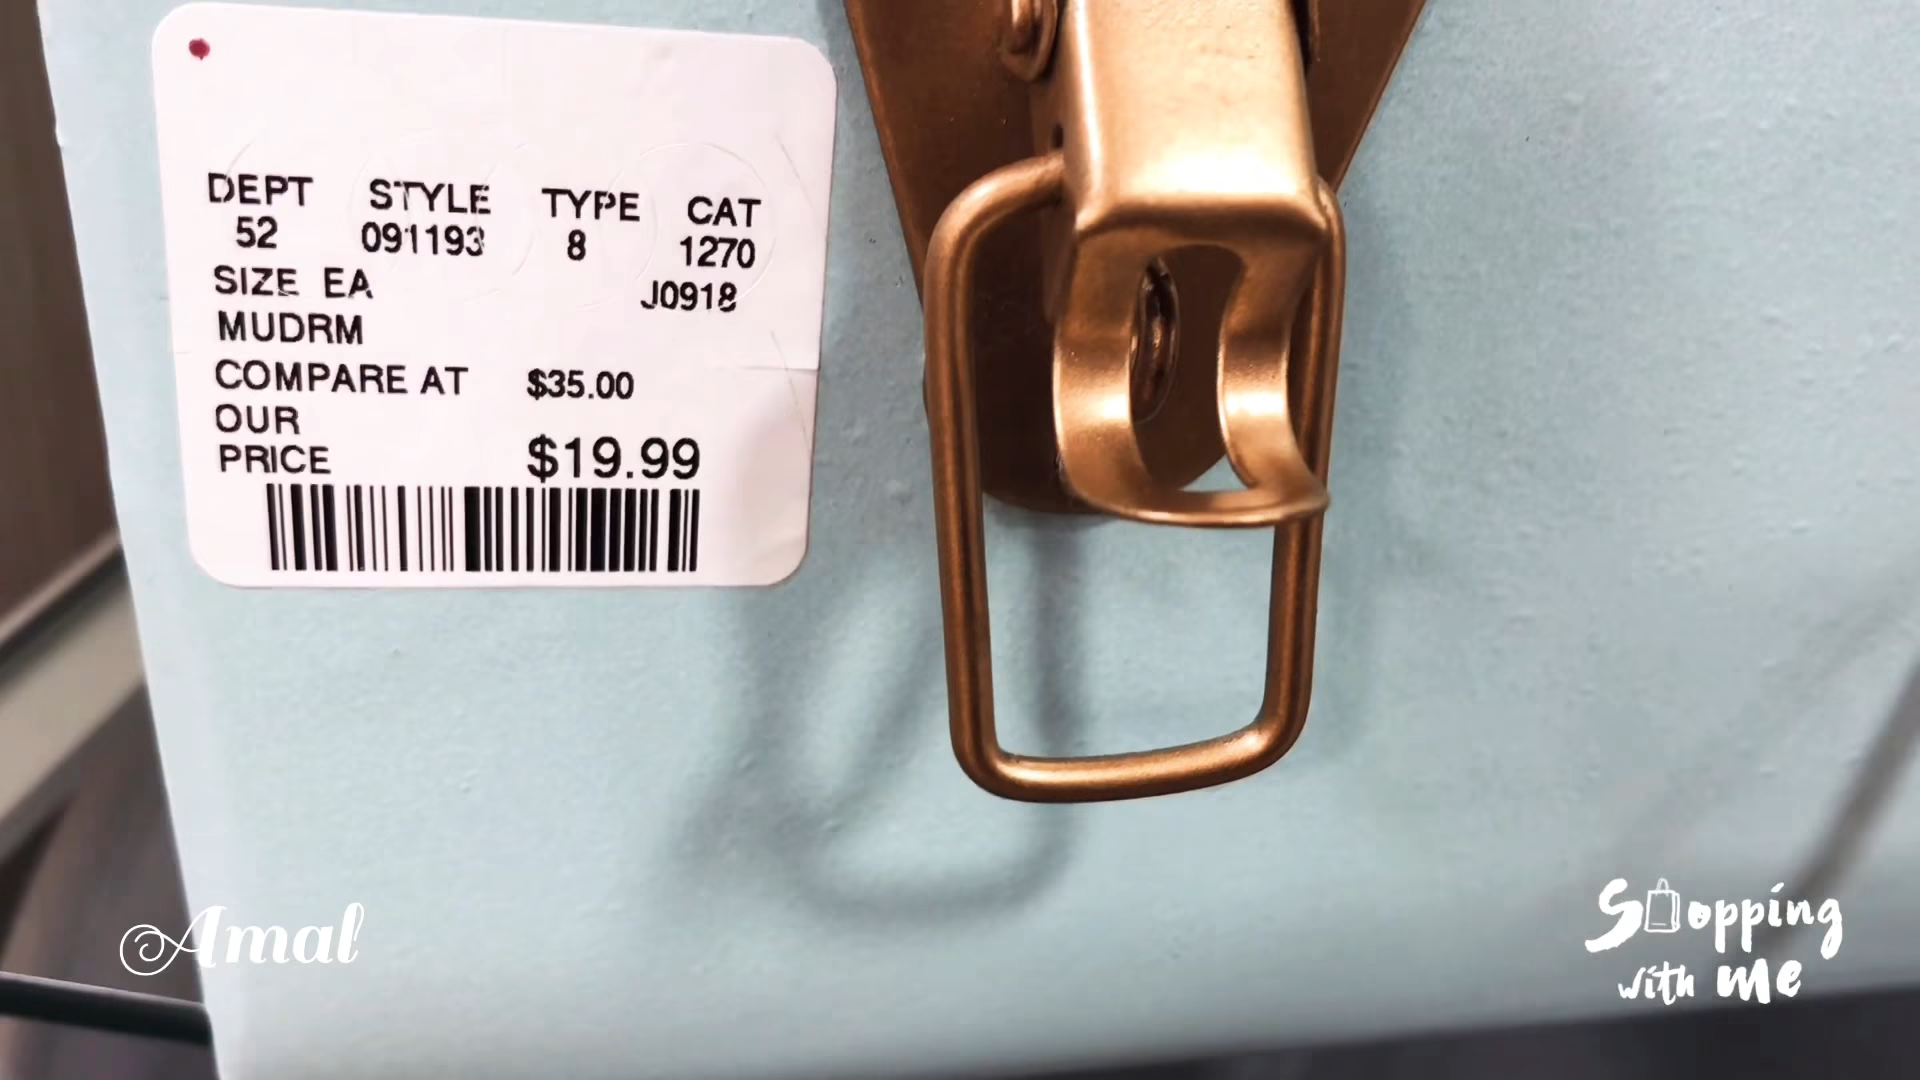 DEPT STYLE TYPE CAT
52 091193 8 1270
SIZE EA J0918
MUDRM
COMPARE AT $35.00
OUR
PRICE $19.99
Amal
Shopping
with me